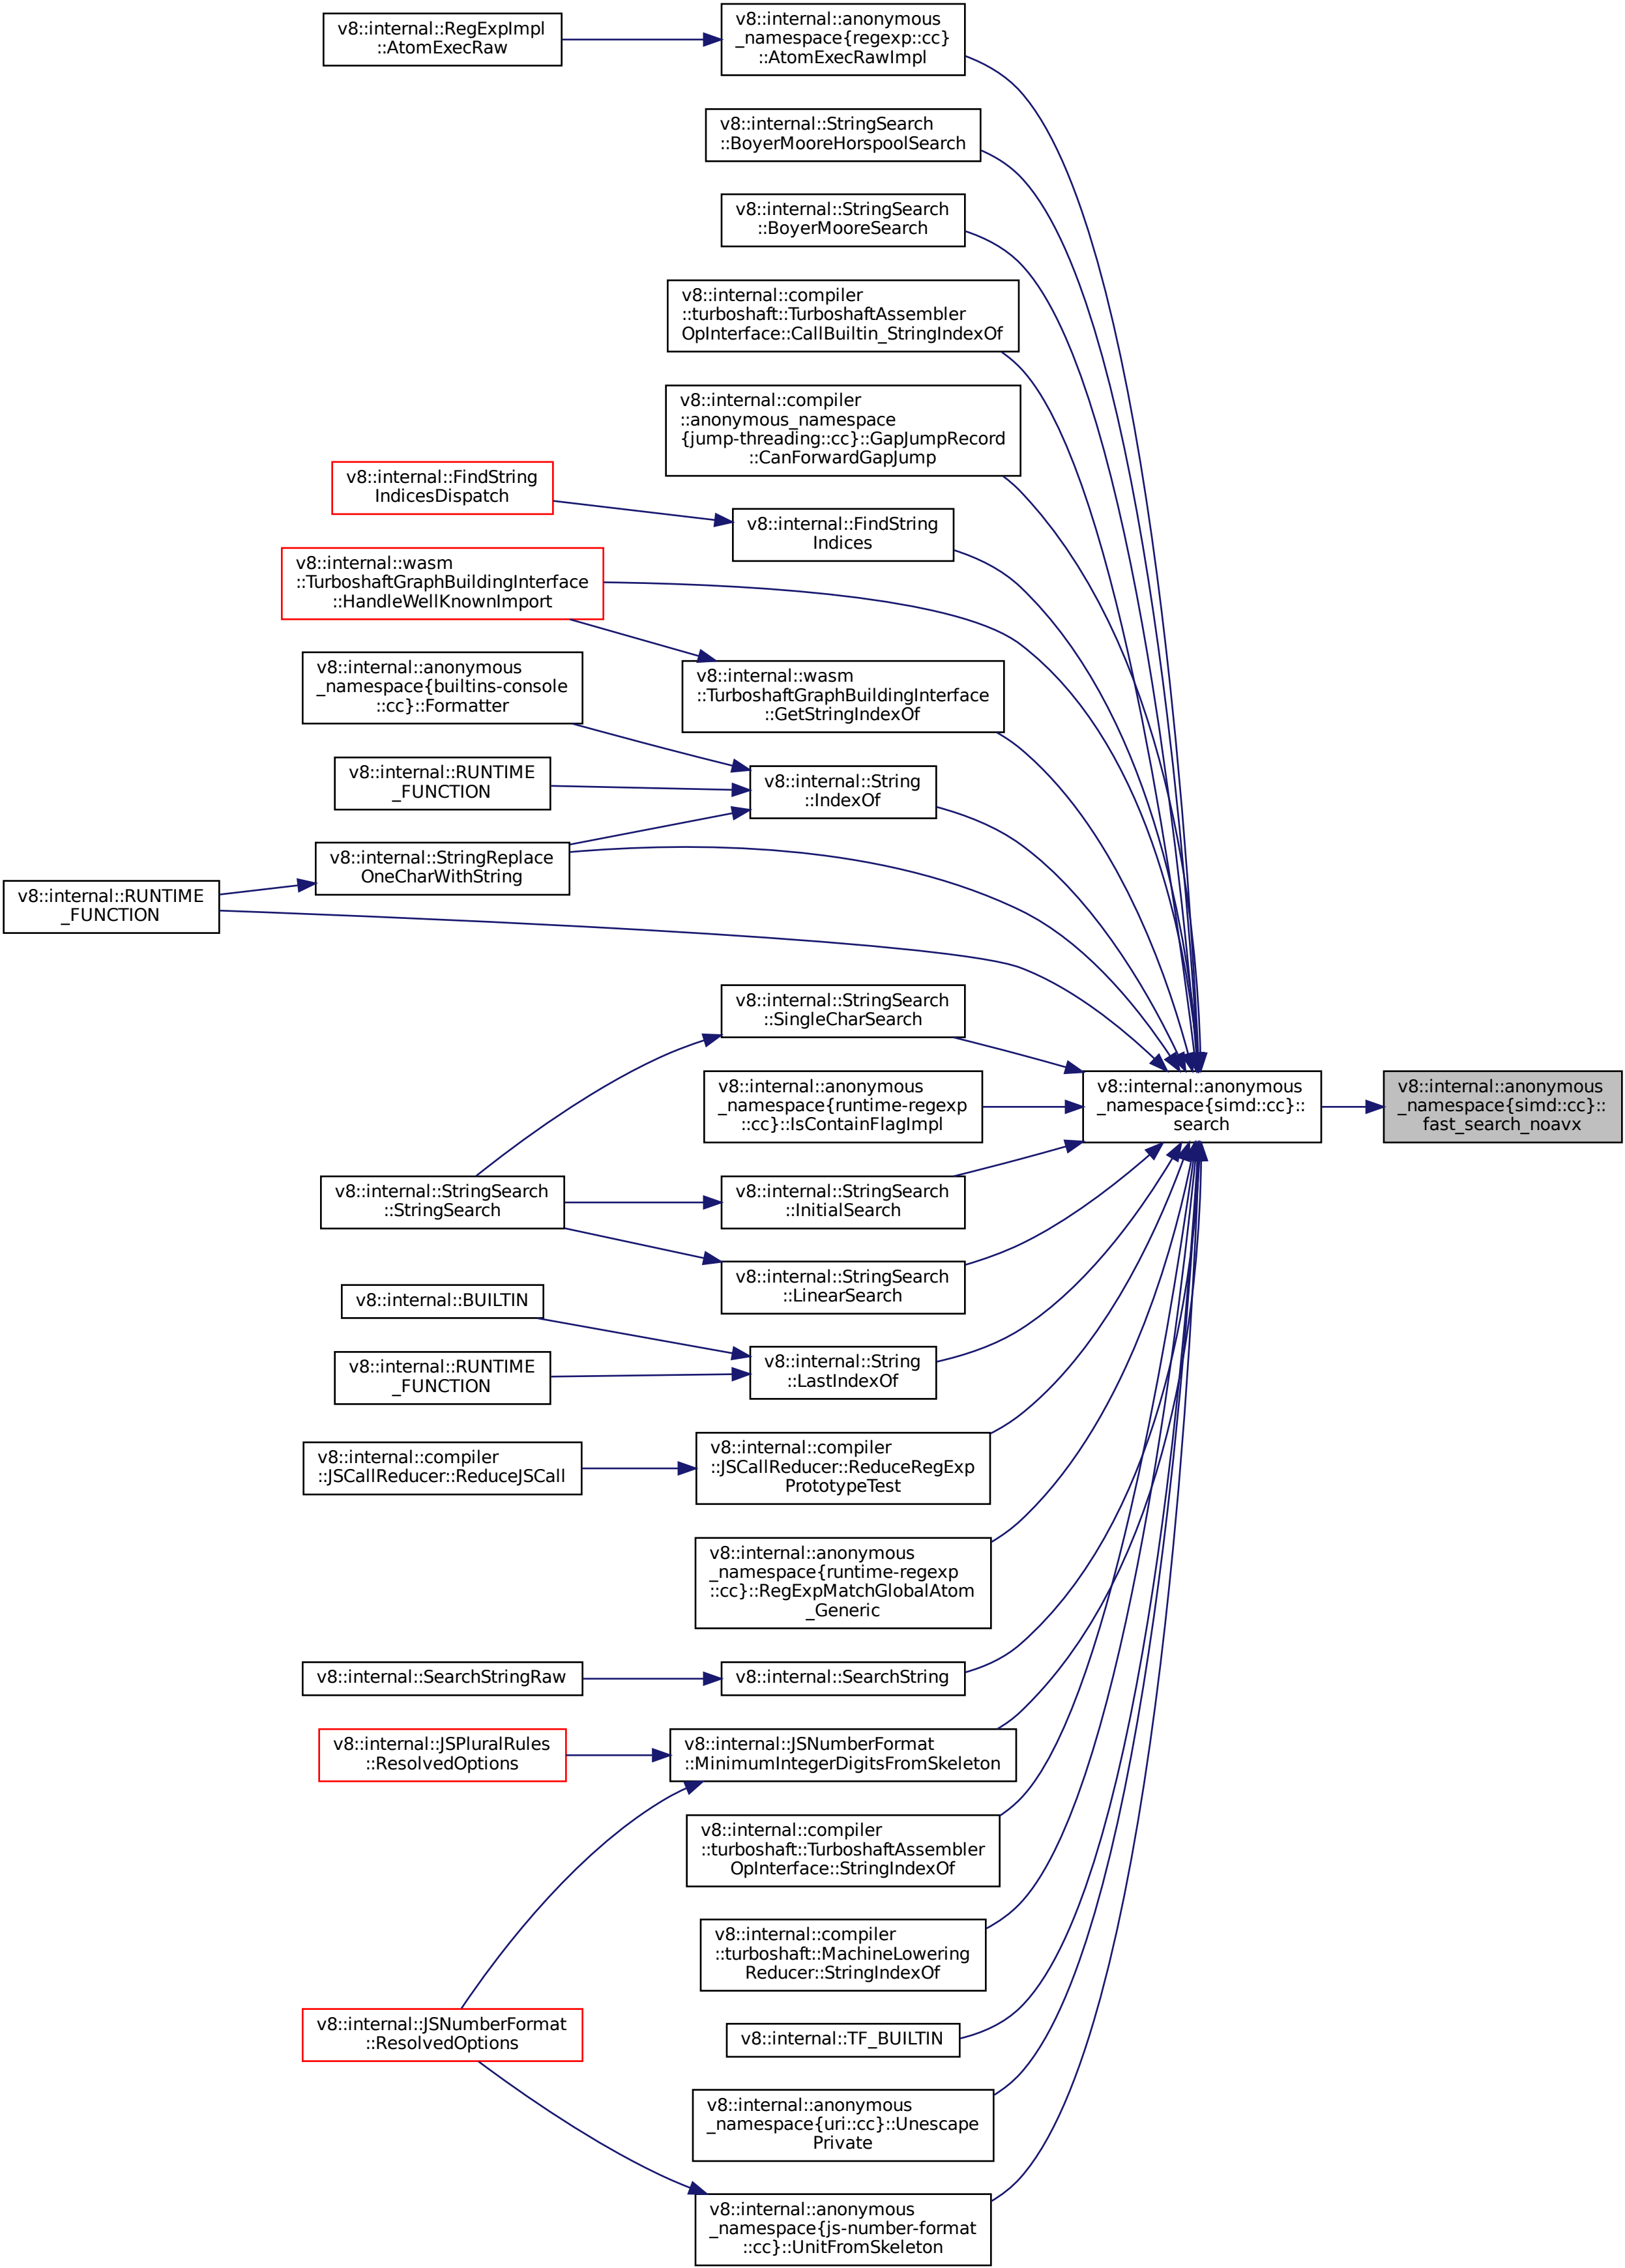 v8::internal::RegExpImpl
::AtomExecRaw
v8::internal::anonymous
_namespace{regexp::cc}
::AtomExecRawImpl
v8::internal::StringSearch
::BoyerMooreHorspoolSearch
v8::internal::StringSearch
::BoyerMooreSearch
v8::internal::compiler
::turboshaft::TurboshaftAssembler
OpInterface::CallBuiltin_StringIndexOf
v8::internal::compiler
::anonymous_namespace
{jump-threading::cc}::GapJumpRecord
::CanForwardGapJump
v8::internal::FindString
IndicesDispatch
v8::internal::FindString
Indices
v8::internal::wasm
::TurboshaftGraphBuildingInterface
::HandleWellKnownImport
v8::internal::anonymous
_namespace{builtins-console
::cc}::Formatter
v8::internal::wasm
::TurboshaftGraphBuildingInterface
::GetStringIndexOf
v8::internal::RUNTIME
_FUNCTION
v8::internal::String
::IndexOf
v8::internal::StringReplace
OneCharWithString
v8::internal::RUNTIME
_FUNCTION
v8::internal::StringSearch
::SingleCharSearch
v8::internal::anonymous
_namespace{runtime-regexp
::cc}::IsContainFlagImpl
v8::internal::anonymous
_namespace{simd::cc}::
search
v8::internal::anonymous
_namespace{simd::cc}::
fast_search_noavx
v8::internal::StringSearch
::StringSearch
v8::internal::StringSearch
::InitialSearch
v8::internal::StringSearch
::LinearSearch
v8::internal::BUILTIN
v8::internal::RUNTIME
_FUNCTION
v8::internal::String
::LastIndexOf
v8::internal::compiler
::JSCallReducer::ReduceJSCall
v8::internal::compiler
::JSCallReducer::ReduceRegExp
PrototypeTest
v8::internal::anonymous
_namespace{runtime-regexp
::cc}::RegExpMatchGlobalAtom
_Generic
v8::internal::SearchStringRaw
v8::internal::SearchString
v8::internal::JSPluralRules
::ResolvedOptions
v8::internal::JSNumberFormat
::MinimumIntegerDigitsFromSkeleton
v8::internal::compiler
::turboshaft::TurboshaftAssembler
OpInterface::StringIndexOf
v8::internal::compiler
::turboshaft::MachineLowering
Reducer::StringIndexOf
v8::internal::JSNumberFormat
::ResolvedOptions
v8::internal::TF_BUILTIN
v8::internal::anonymous
_namespace{uri::cc}::Unescape
Private
v8::internal::anonymous
_namespace{js-number-format
::cc}::UnitFromSkeleton